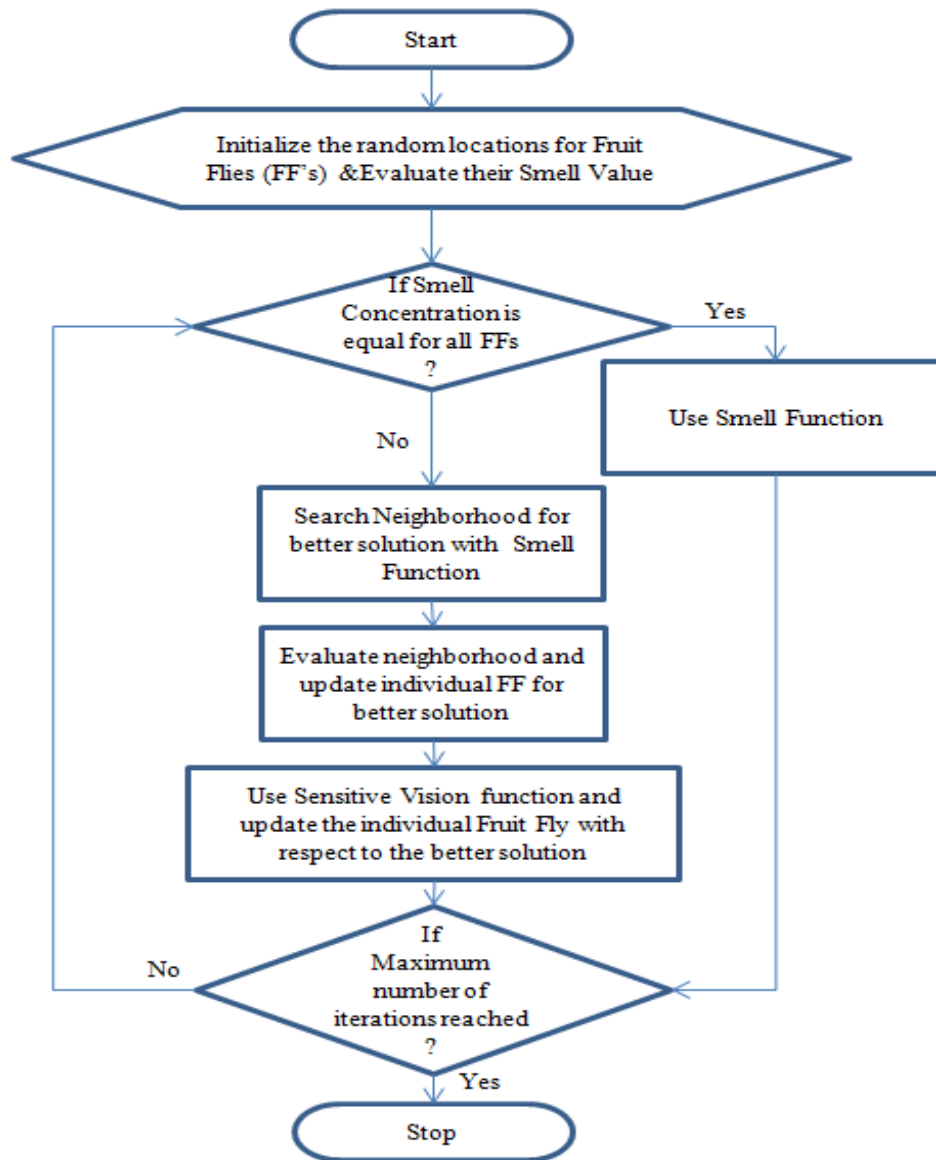 Start
Initialize the random locations for Fruit
Flies (FF's) &Evaluate their Smell Value
If Smell
Concentration is
equal for all FFs
?
Yes
Use Smell Function
No
Search Neighborhood for
better solution with Smell
Function
Evaluate neighborhood and
update individual FF for
better solution
Use Sensitive Vision function and
update the individual Fruit Fly with
respect to the better solution
If
Maximum
number of
iterations reached
?
No
Yes
Stop